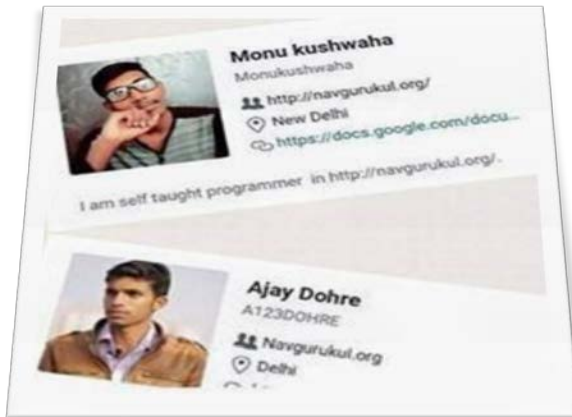 Monu kushwaha
Monukushwaha
http://navgurukul.org/
New Delhi
https://docs.google.com/docu...
I am self taught programmer in http://navgurukul.org/.
Ajay Dohre
A123DOHRE
Navgurukul.org
Delhi